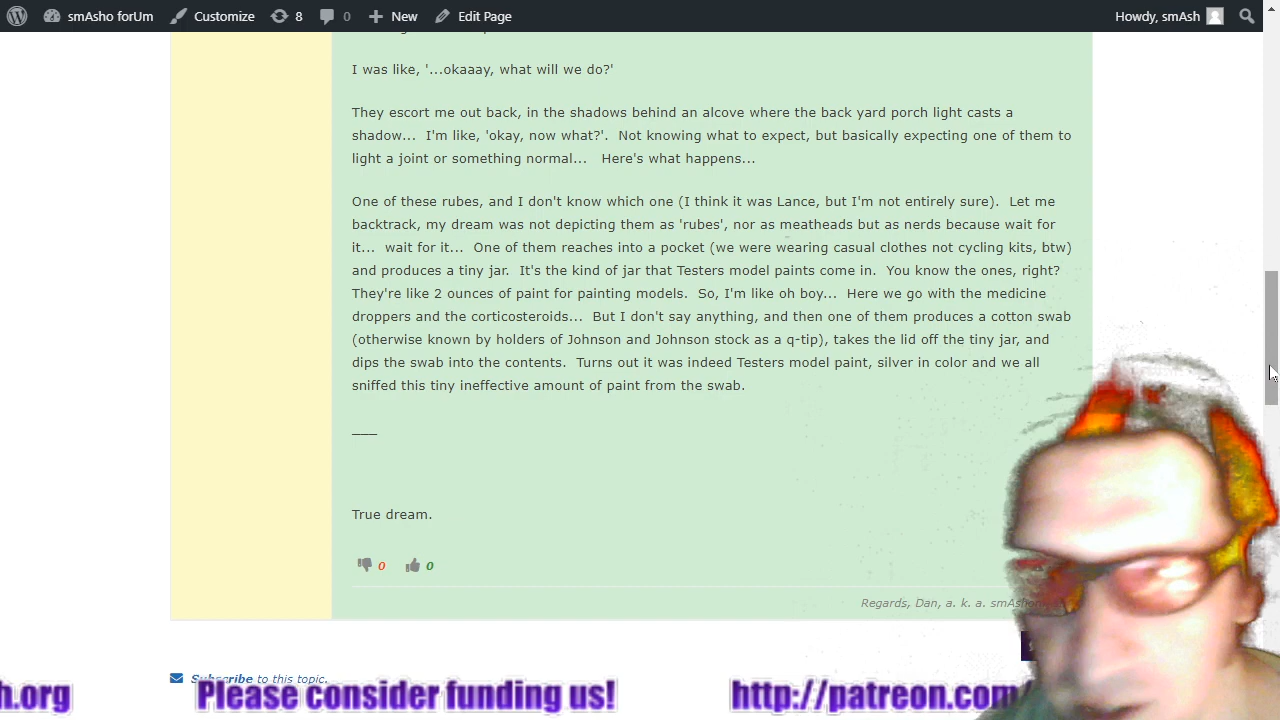 smAsho forUm Customize 8 0 New Edit Page Howdy, smAsh
I was like, '...okaaay, what will we do?'
They escort me out back, in the shadows behind an alcove where the back yard porch light casts a
shadow... I'm like, 'okay, now what?'. Not knowing what to expect, but basically expecting one of them to
light a joint or something normal... Here's what happens...
One of these rubes, and I don't know which one (I think it was Lance, but I'm not entirely sure). Let me
backtrack, my dream was not depicting them as 'rubes', nor as meatheads but as nerds because wait for
it... wait for it... One of them reaches into a pocket (we were wearing casual clothes not cycling kits, btw)
and produces a tiny jar. It's the kind of jar that Testers model paints come in. You know the ones, right?
They're like 2 ounces of paint for painting models. So, I'm like oh boy... Here we go with the medicine
droppers and the corticosteroids... But I don't say anything, and then one of them produces a cotton swab
(otherwise known by holders of Johnson and Johnson stock as a q-tip), takes the lid off the tiny jar, and
dips the swab into the contents. Turns out it was indeed Testers model paint, silver in color and we all
sniffed this tiny ineffective amount of paint from the swab.
___
True dream.
0 0
Regards, Dan, a. k. a.
Subscribe to this topic.
h.org Please consider funding us! http://patreon.com/